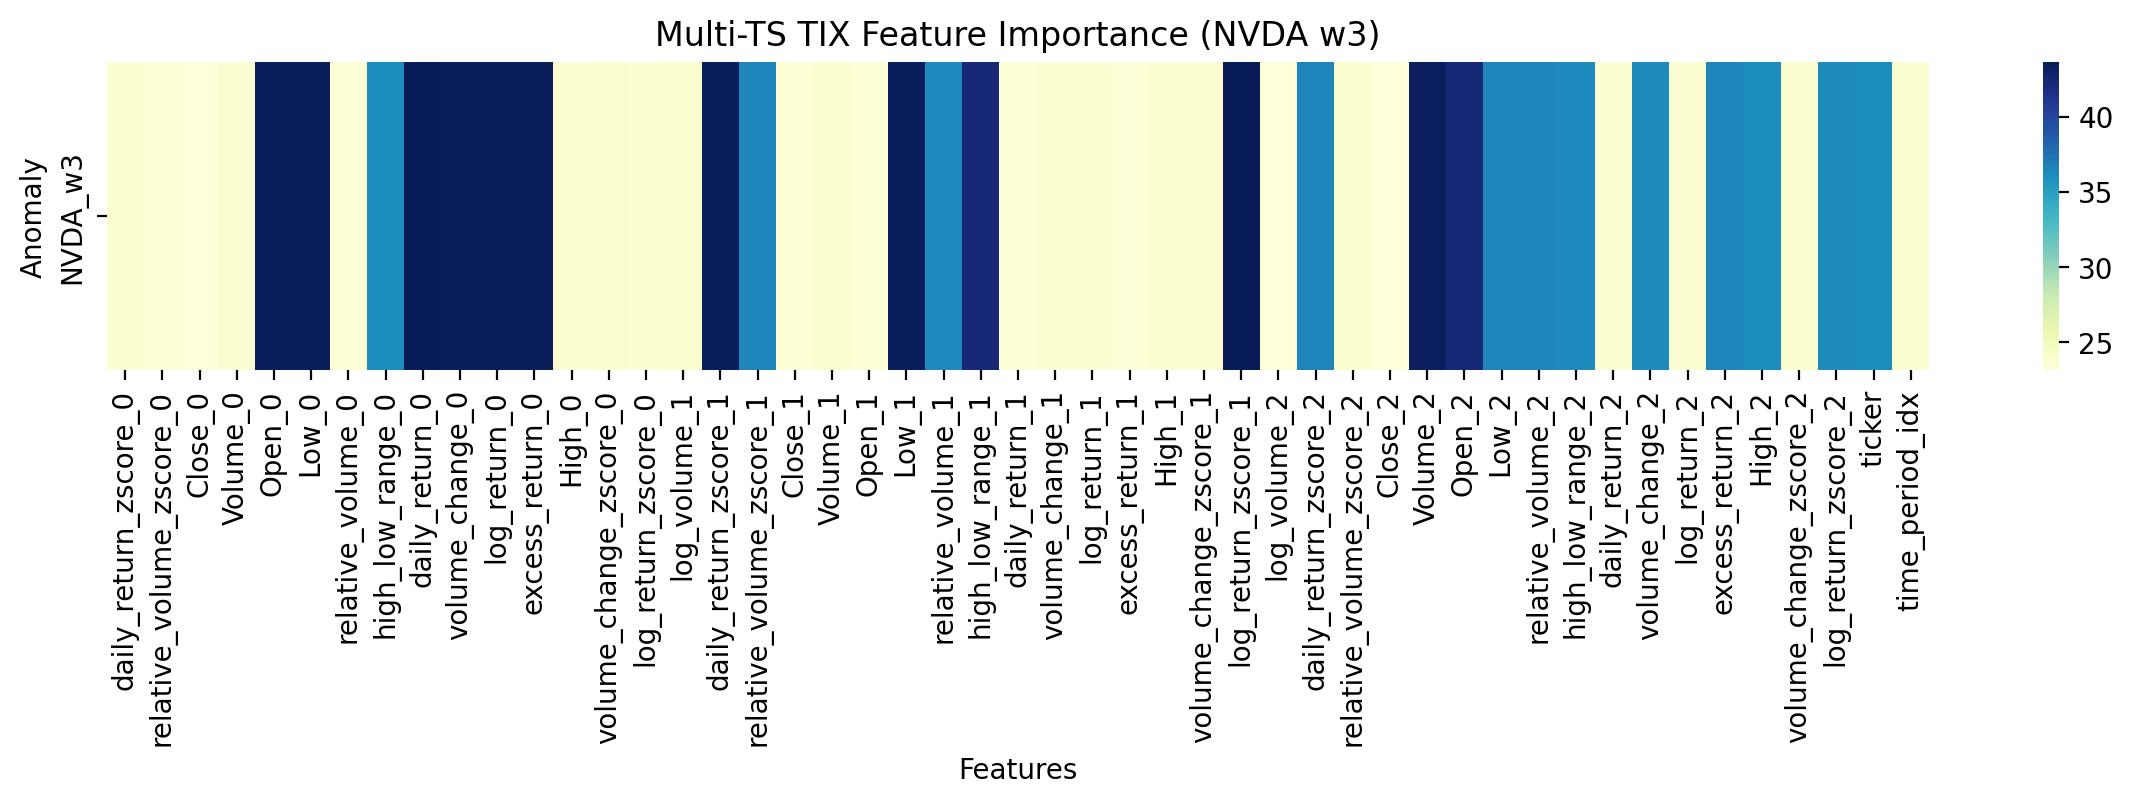 Multi-TS TIX Feature Importance (NVDA w3)
Anomaly
NVDA_w3
40
35
30
25
daily_return_zscore_0
relative_volume_zscore_0
Close_0
Volume_0
Open_0
Low_0
relative_volume_0
high_low_range_0
daily_return_0
volume_change_0
log_return_0
excess_return_0
High_0
volume_change_zscore_0
log_return_zscore_0
log_volume_1
daily_return_zscore_1
relative_volume_zscore_1
Close_1
Volume_1
Open_1
Low_1
relative_volume_1
high_low_range_1
daily_return_1
volume_change_1
log_return_1
excess_return_1
High_1
volume_change_zscore_1
log_return_zscore_1
log_volume_2
daily_return_zscore_2
relative_volume_zscore_2
Close_2
Volume_2
Open_2
Low_2
relative_volume_2
high_low_range_2
daily_return_2
volume_change_2
log_return_2
excess_return_2
High_2
volume_change_zscore_2
log_return_zscore_2
ticker
time_period_idx
Features